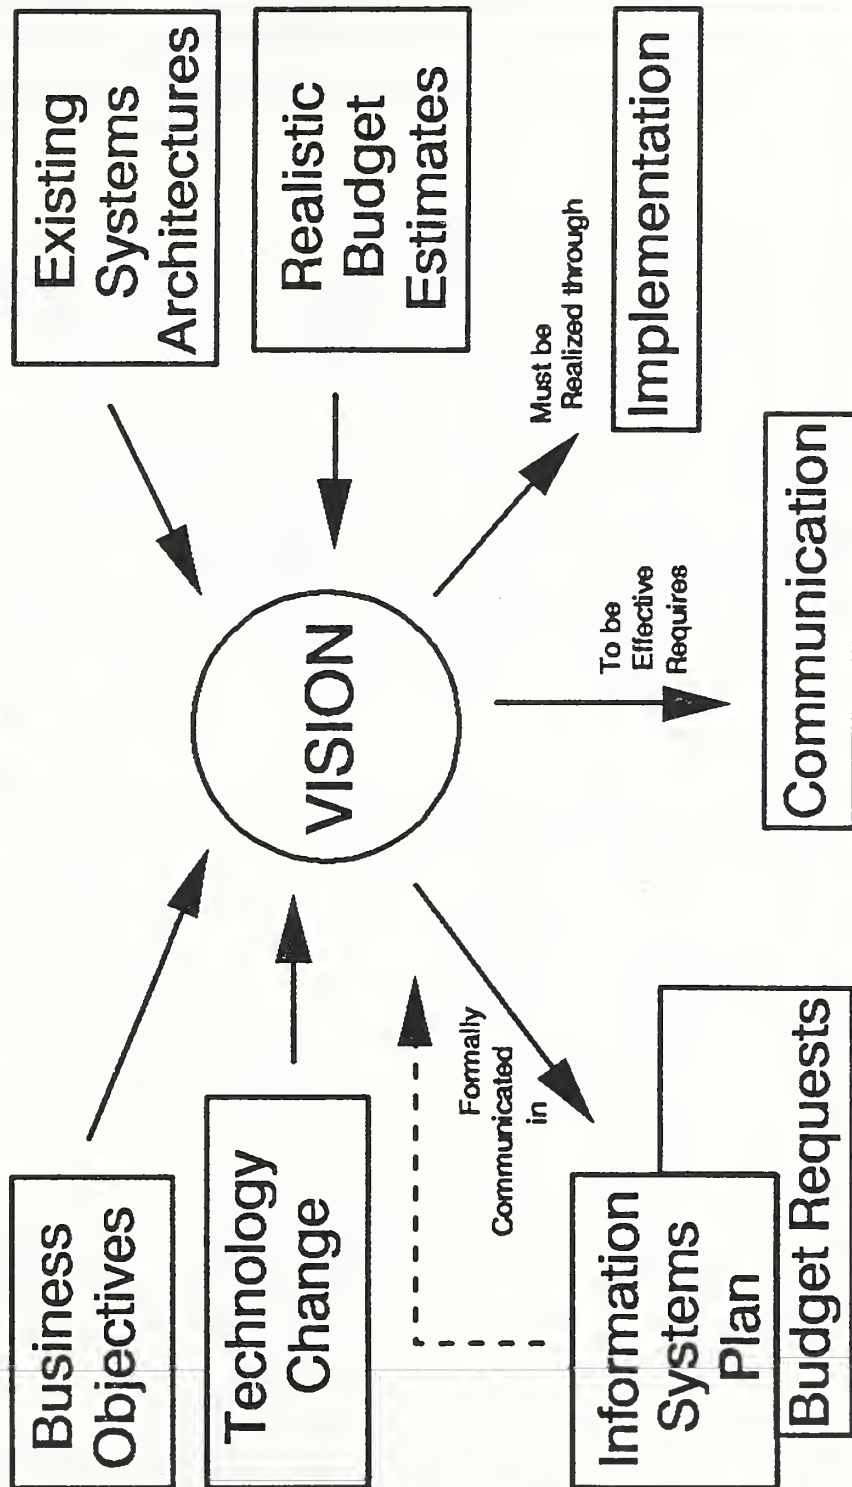 Business
Objectives
Existing
Systems
Architectures
Technology
Change
Realistic
Budget
Estimates
VISION
Formally
Communicated
in
To be
Effective
Requires
Must be
Realized through
Information
Systems
Plan
Budget Requests
Communication
Implementation